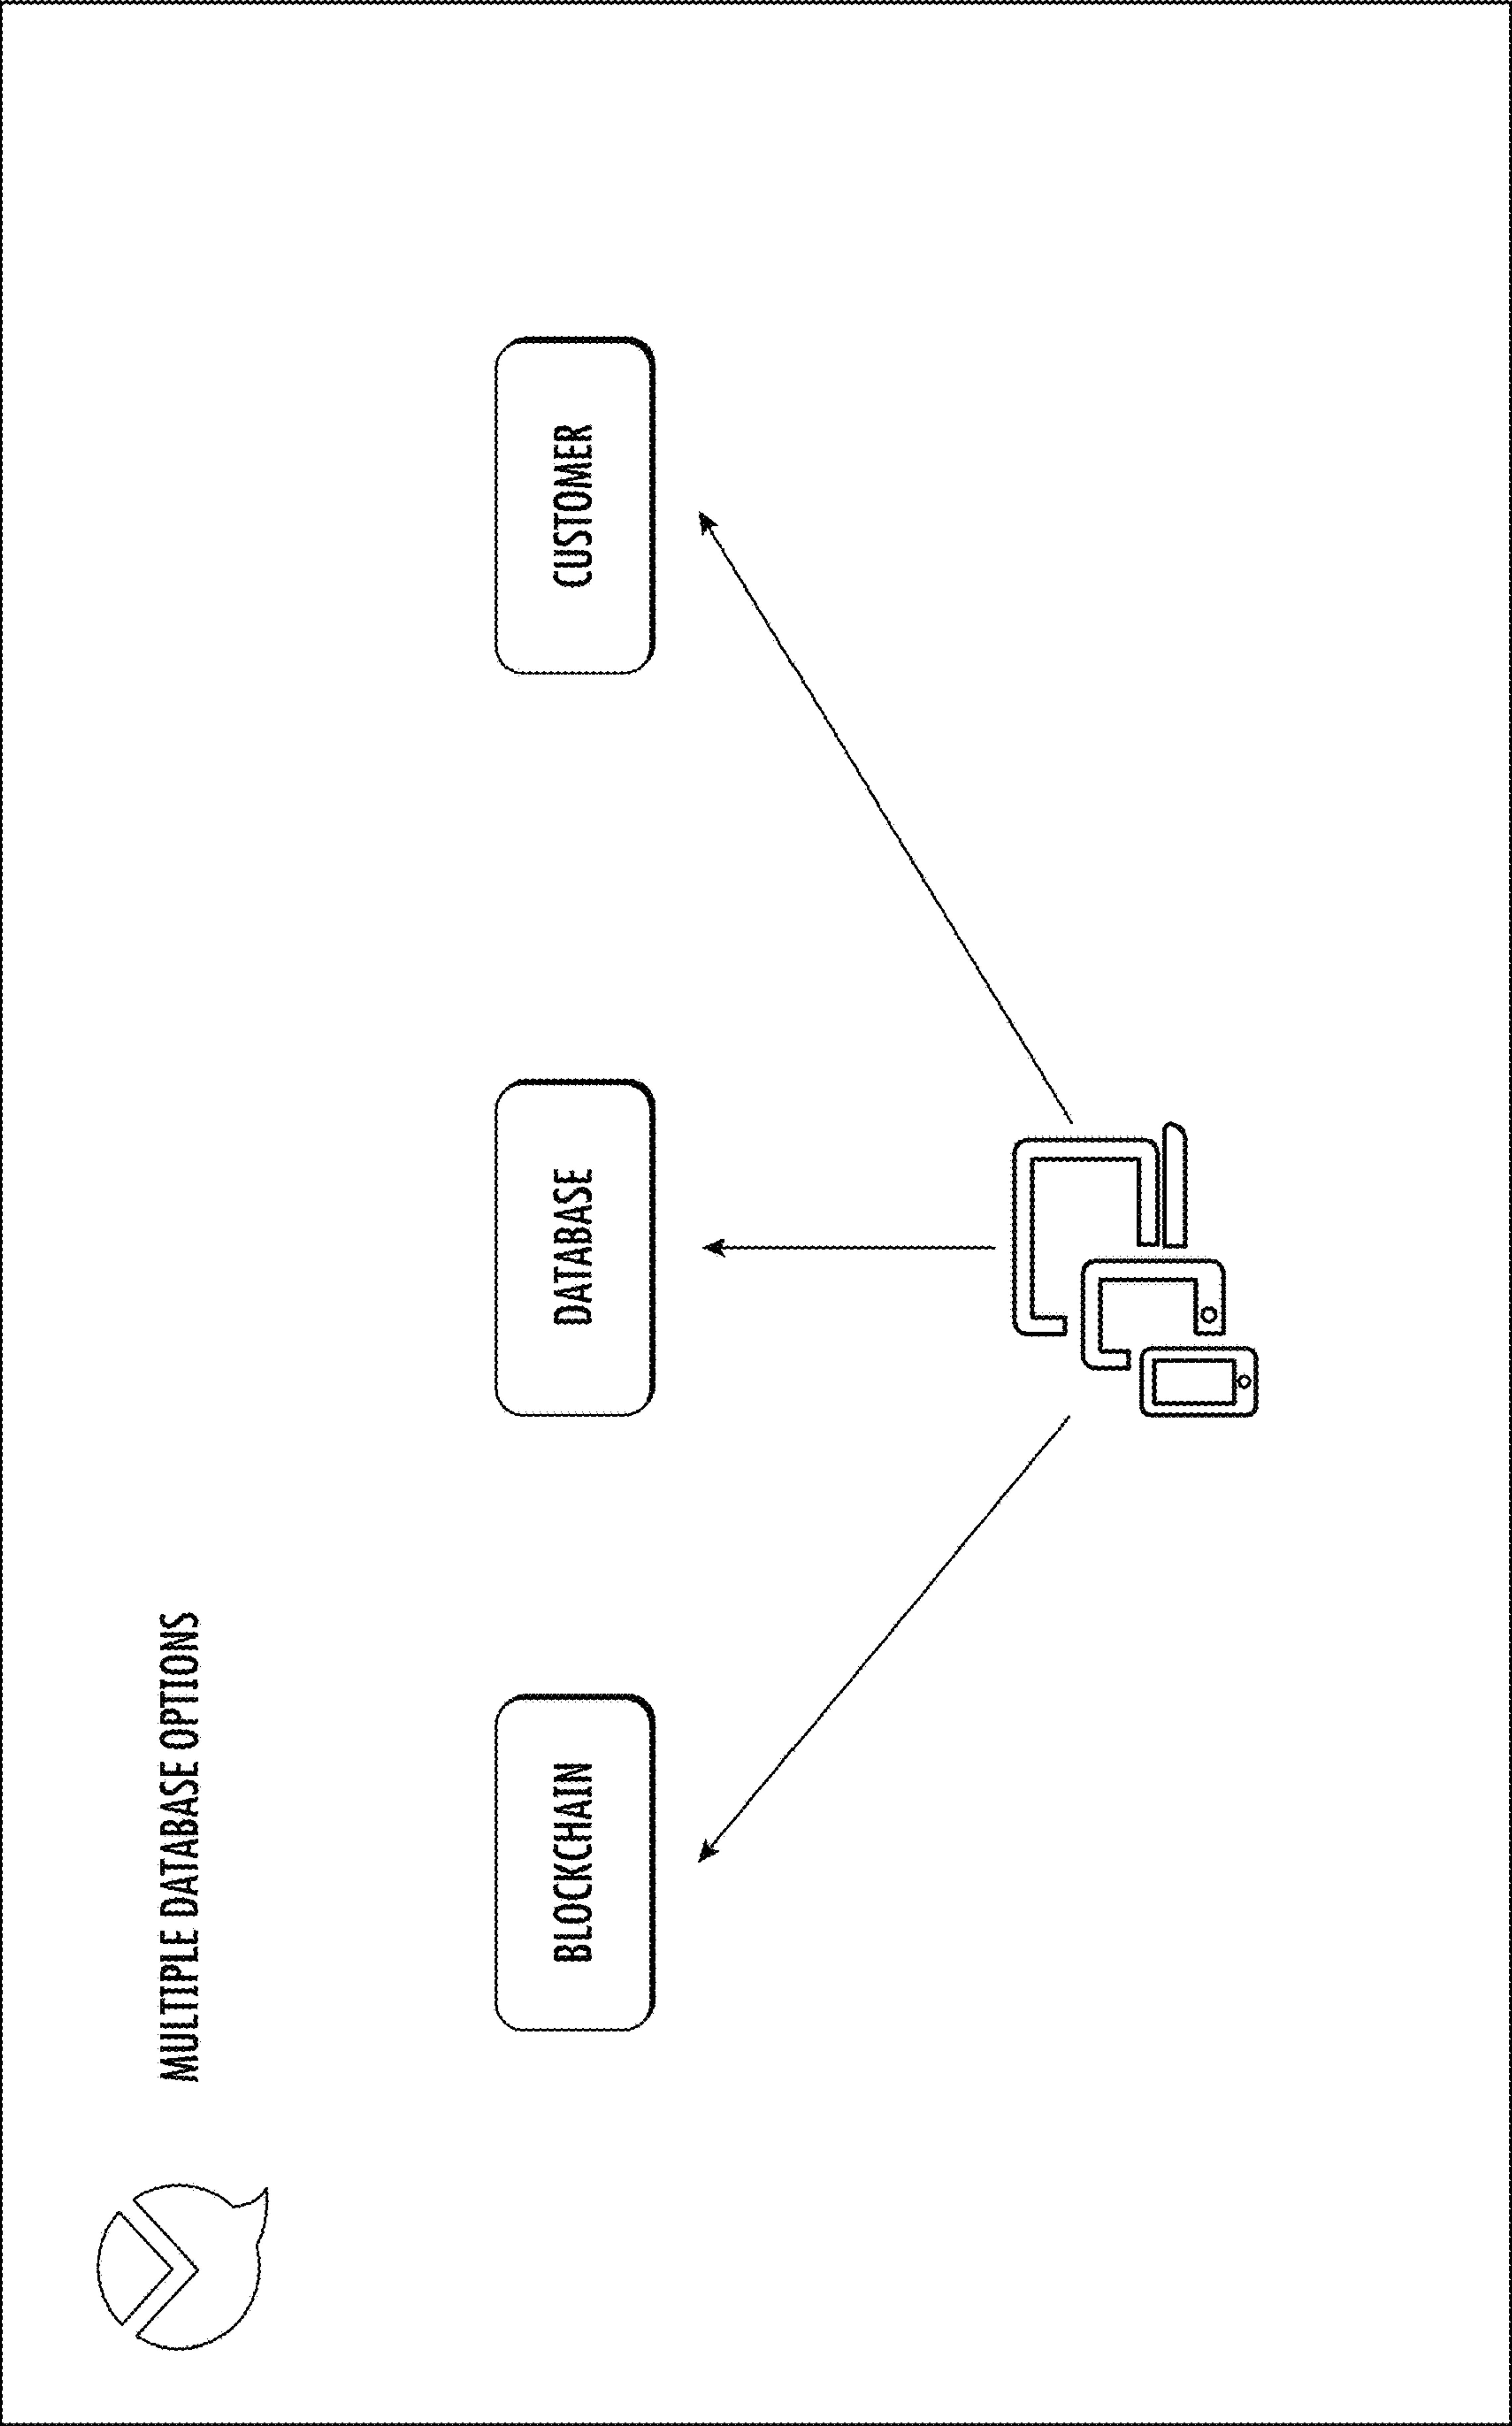 MULTIPLE DATABASE OPTIONS
BLOCKCHAIN
DATABASE
CUSTOMER